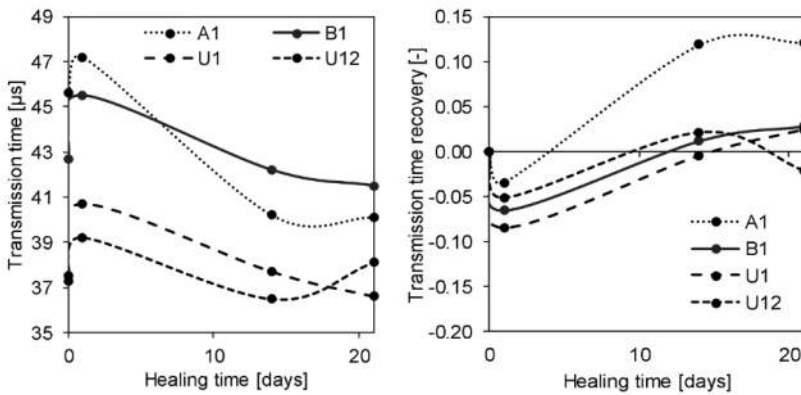 49
47
45
43
41
39
37
35
Transmission time [µs]
A1
B1
U1
U12
0
10
20
Healing time [days]
0.15
0.10
0.05
0.00
-0.05
-0.10
-0.15
-0.20
Transmission time recovery [-]
A1
B1
U1
U12
0
10
20
Healing time [days]